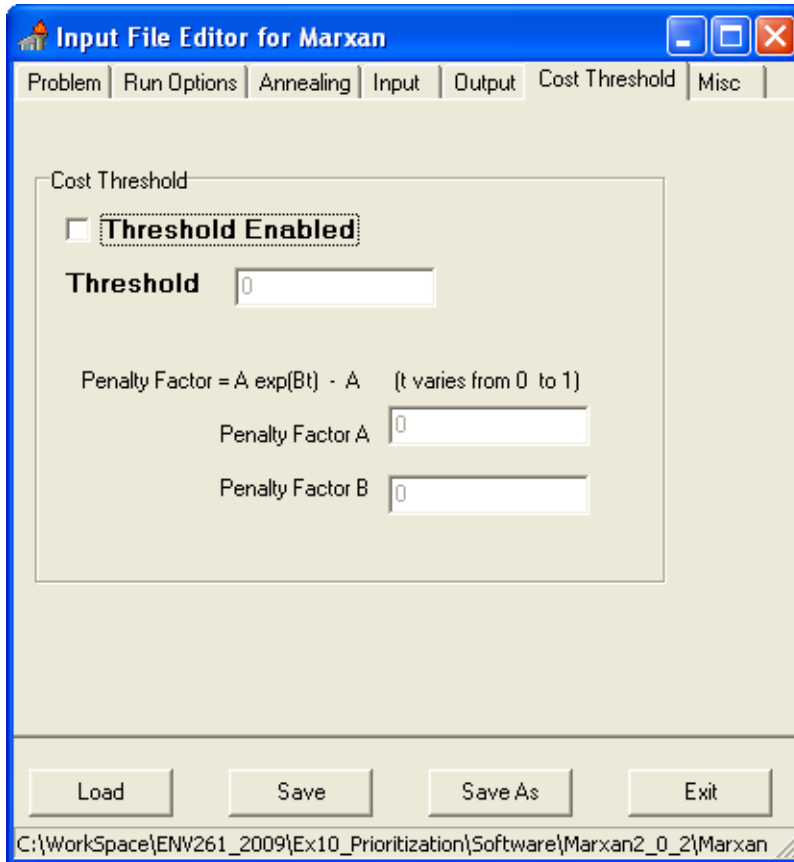 Input File Editor for Marxan
Problem Run Options Annealing Input Output Cost Threshold Misc
Cost Threshold
Threshold Enabled
Threshold 0
Penalty Factor = A exp(Bt) - A (t varies from 0 to 1)
Penalty Factor A 0
Penalty Factor B 0
Load Save Save As Exit
C:\WorkSpace\ENV261_2009\Ex10_Prioritization\Software\Marxan2_0_2\Marxan